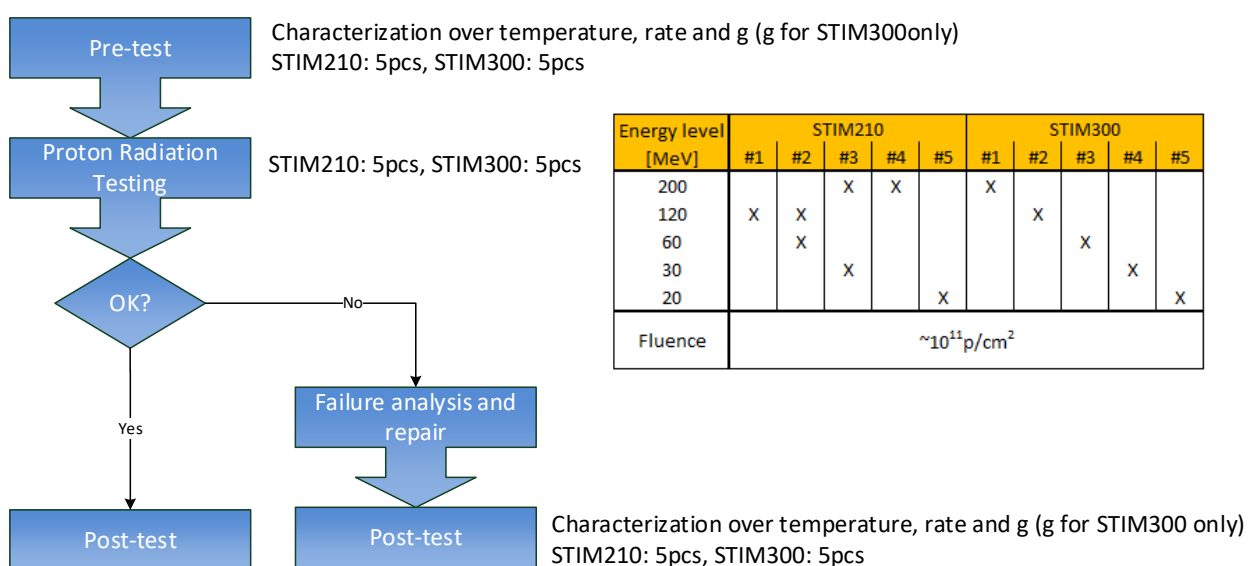 Pre-test
Characterization over temperature, rate and g (g for STIM300only)
STIM210: 5pcs, STIM300: 5pcs
Proton Radiation
Testing
STIM210: 5pcs, STIM300: 5pcs
OK?
No
Yes
Failure analysis and
repair
Post-test
Post-test
Characterization over temperature, rate and g (g for STIM300 only)
STIM210: 5pcs, STIM300: 5pcs
Energy level STIM210 STIM300
[MeV] #1 #2 #3 #4 #5 #1 #2 #3 #4 #5
200 X X X
120 X X X
60 X X
30 X X
20 X X
Fluence ~10¹¹p/cm²